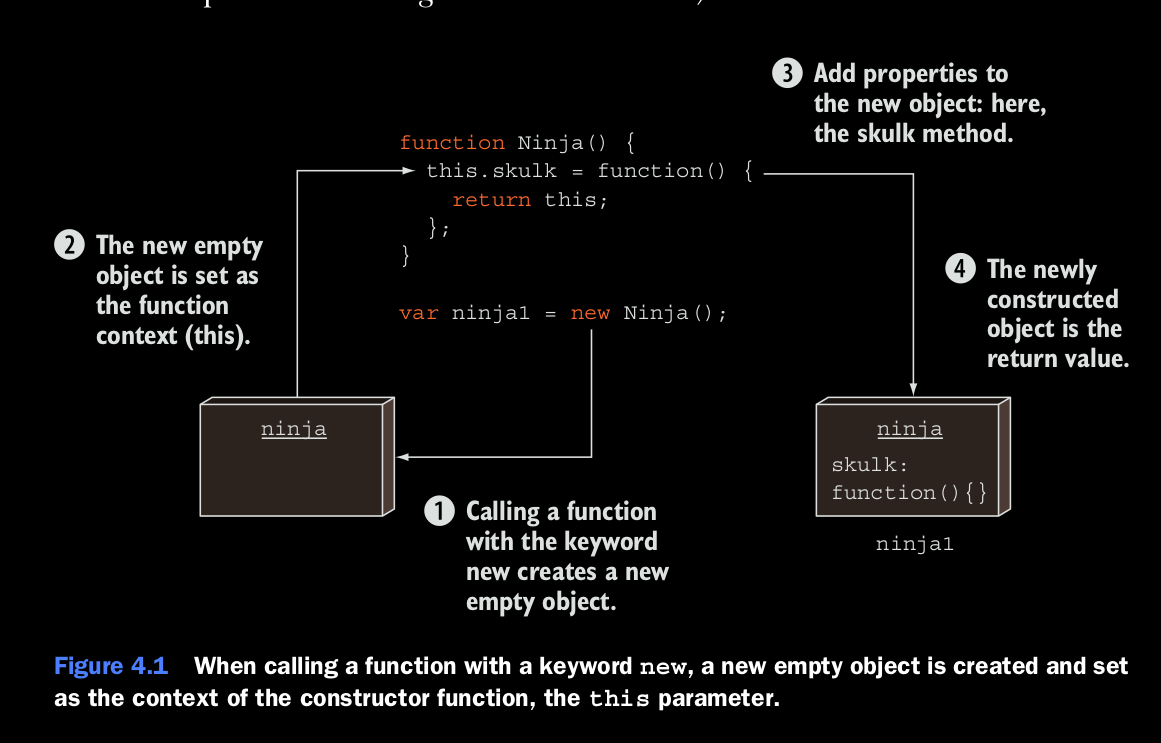 3 Add properties to
the new object: here,
the skulk method.
function Ninja() {
this.skulk = function() {
return this;
};
}
2 The new empty
object is set as
the function
context (this).
4 The newly
constructed
object is the
return value.
var ninja1 = new Ninja();
ninja
ninja
skulk:
function(){}
ninja1
1 Calling a function
with the keyword
new creates a new
empty object.
Figure 4.1 When calling a function with a keyword new, a new empty object is created and set
as the context of the constructor function, the this parameter.